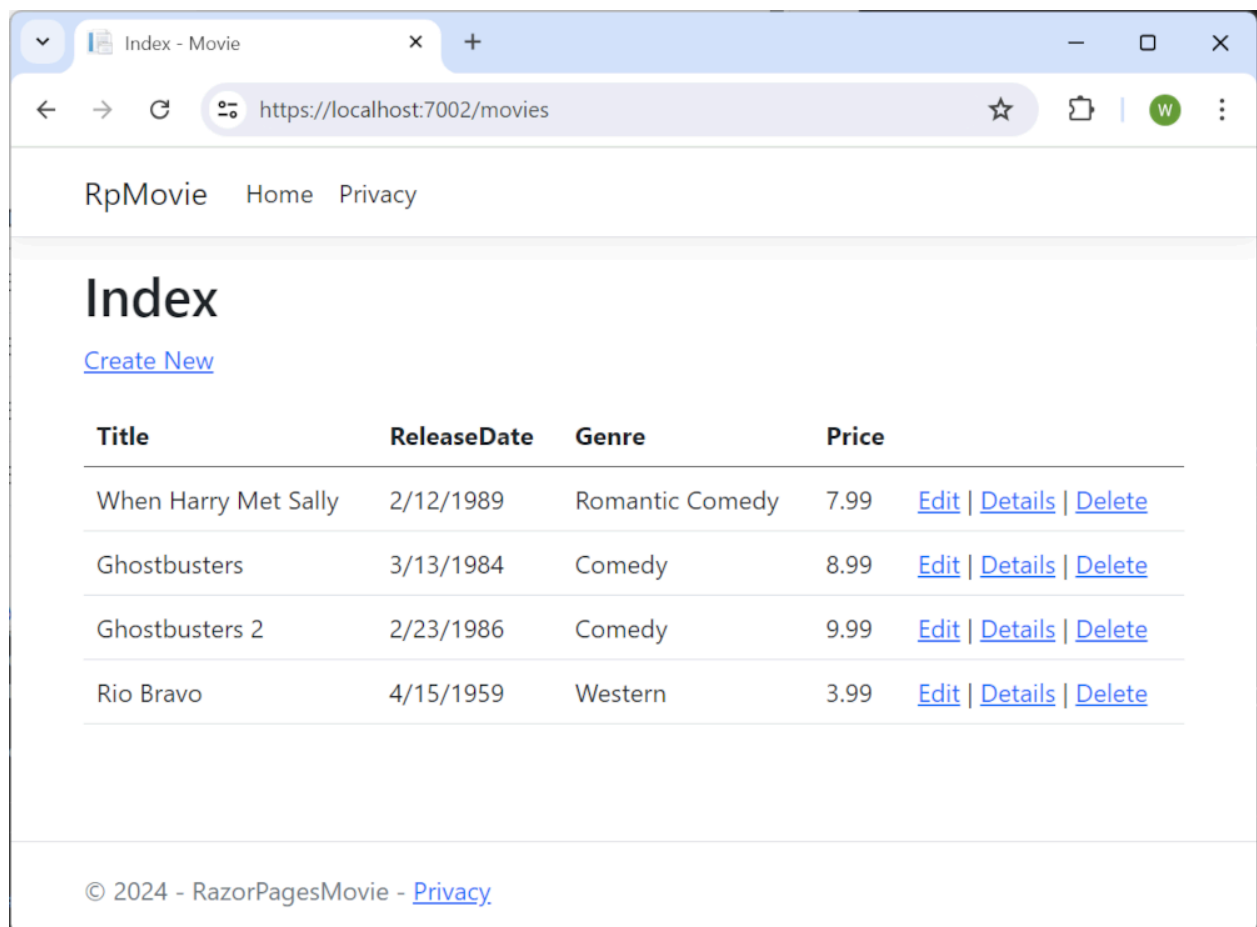 Index - Movie
https://localhost:7002/movies
W
RpMovie Home Privacy
Index
Create New
Title ReleaseDate Genre Price
When Harry Met Sally 2/12/1989 Romantic Comedy 7.99 Edit | Details | Delete
Ghostbusters 3/13/1984 Comedy 8.99 Edit | Details | Delete
Ghostbusters 2 2/23/1986 Comedy 9.99 Edit | Details | Delete
Rio Bravo 4/15/1959 Western 3.99 Edit | Details | Delete
© 2024 - RazorPagesMovie - Privacy